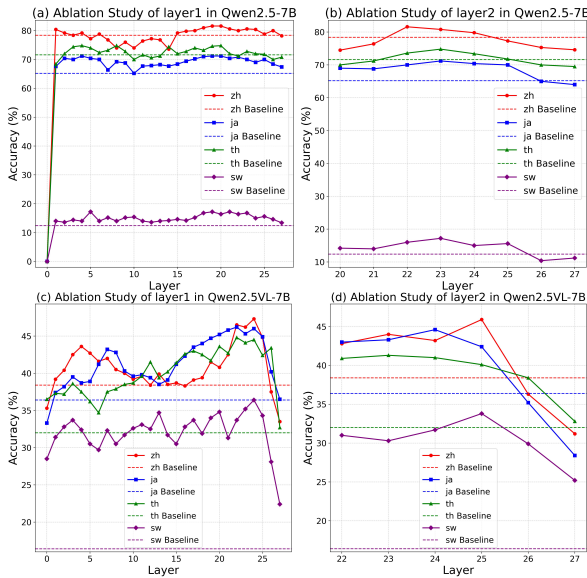 (a) Ablation Study of layer1 in Qwen2.5-7B
Accuracy (%)
80
70
60
50
40
30
20
10
0
zh
zh Baseline
ja
ja Baseline
th
th Baseline
sw
sw Baseline
0
5
10
15
20
25
Layer
(b) Ablation Study of layer2 in Qwen2.5-7B
Accuracy (%)
80
70
60
50
40
30
20
10
zh
zh Baseline
ja
ja Baseline
th
th Baseline
sw
sw Baseline
20
21
22
23
24
25
26
27
Layer
(c) Ablation Study of layer1 in Qwen2.5VL-7B
Accuracy (%)
45
40
35
30
25
20
zh
zh Baseline
ja
ja Baseline
th
th Baseline
sw
sw Baseline
0
5
10
15
20
25
Layer
(d) Ablation Study of layer2 in Qwen2.5VL-7B
Accuracy (%)
45
40
35
30
25
20
zh
zh Baseline
ja
ja Baseline
th
th Baseline
sw
sw Baseline
22
23
24
25
26
27
Layer